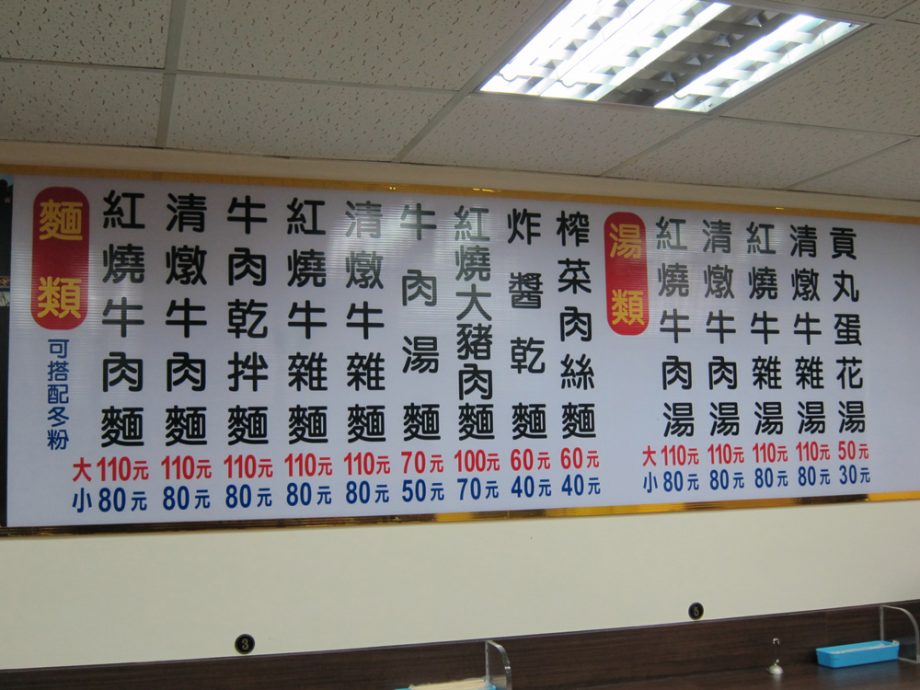 麵類
可搭配冬粉
紅燒牛肉麵
清燉牛肉麵
牛肉乾拌麵
紅燒牛雜麵
清燉牛雜麵
牛肉湯麵
紅燒大豬肉麵
炸醬乾麵
榨菜肉絲麵
大110元 110元 110元 110元 110元 70元 100元 60元 60元
小80元 80元 80元 80元 80元 50元 70元 40元 40元
湯類
紅燒牛肉湯
清燉牛肉湯
紅燒牛雜湯
清燉牛雜湯
貢丸蛋花湯
大110元 110元 110元 110元 50元
小80元 80元 80元 80元 30元
3
5